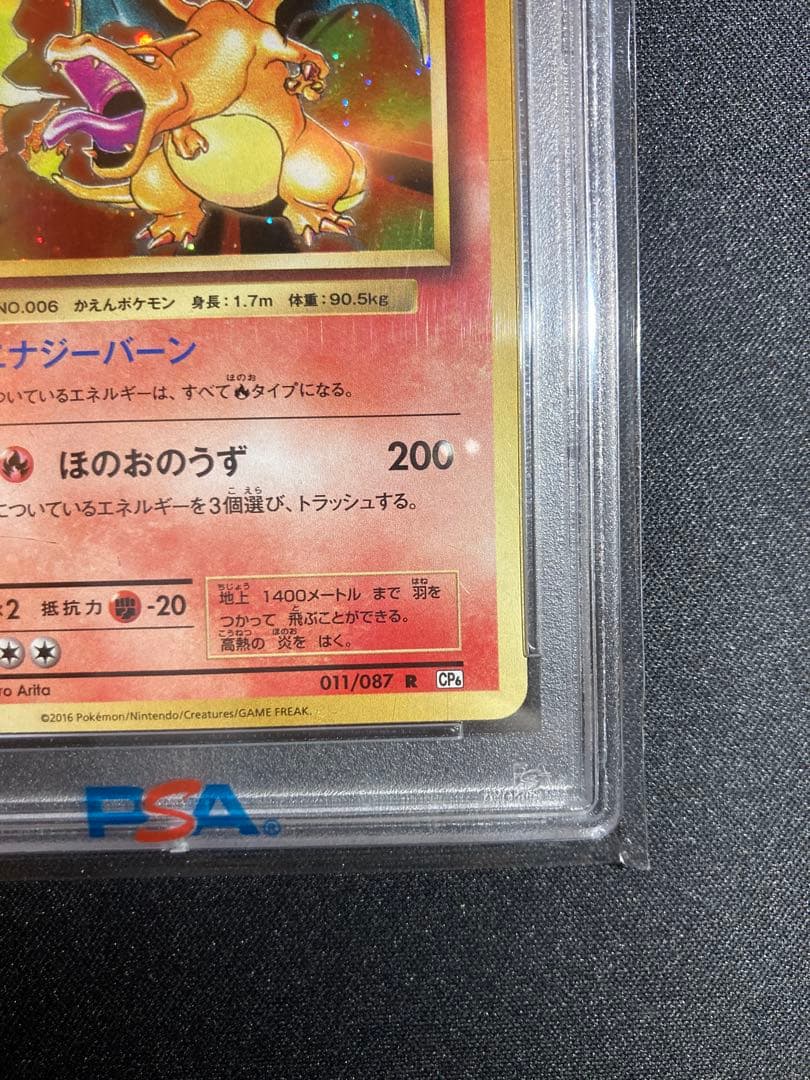 NO.006 かえんポケモン 身長:1.7m 体重:90.5kg
エナジーバーン
ついているエネルギーは、すべて炎タイプになる。
ほのおのうず 200
についているエネルギーを3個選び、トラッシュする。
×2 抵抗力 -20
地上 1400メートル まで 羽を
つかって 飛ぶことができる。
高熱の 炎を はく。
ro Arita
011/087 R CP6
©2016 Pokémon/Nintendo/Creatures/GAME FREAK.
PSA®